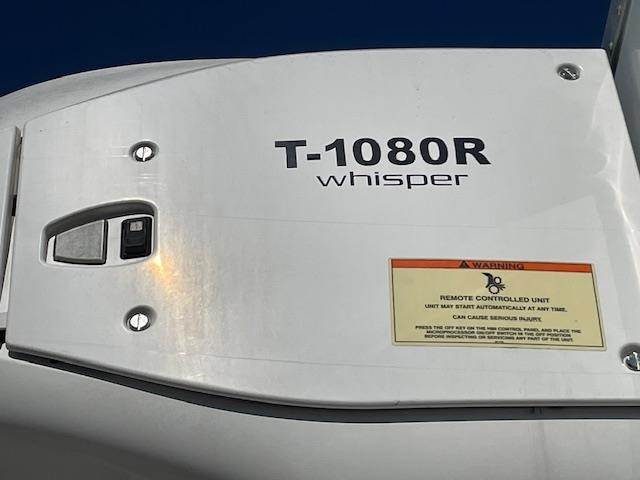 T-1080R
whisper
WARNING
REMOTE CONTROLLED UNIT
UNIT MAY START AUTOMATICALLY AT ANY TIME.
CAN CAUSE SERIOUS INJURY.
PRESS THE OFF KEY ON THE HMI CONTROL PANEL AND PLACE THE
MICROPROCESSOR ON/OFF SWITCH IN THE OFF POSITION
BEFORE INSPECTING OR SERVICING ANY PART OF THE UNIT.